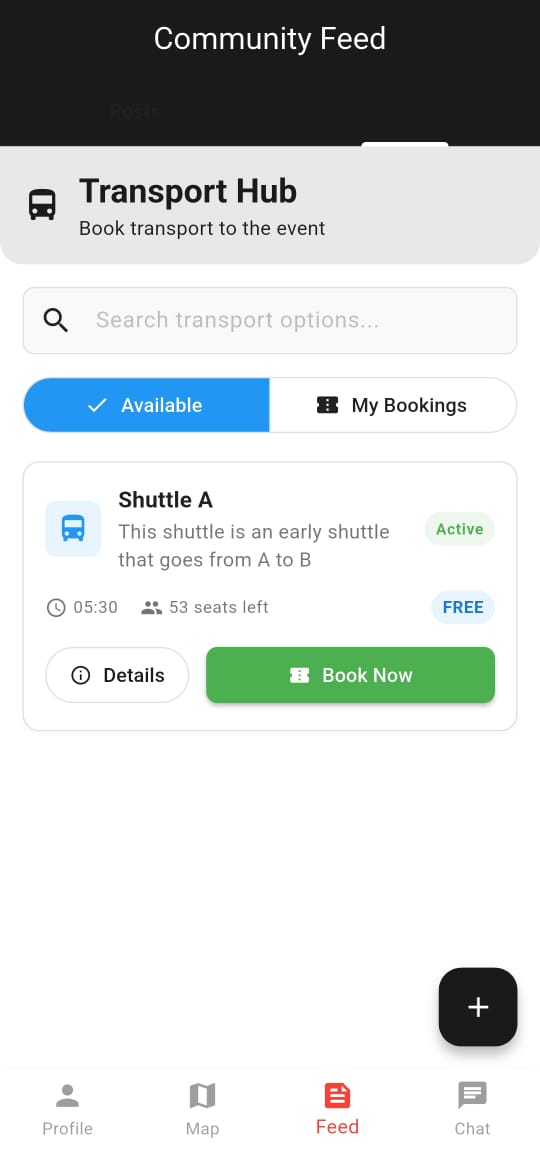 Community Feed
Posts
Transport Hub
Book transport to the event
Search transport options...
Available
My Bookings
Shuttle A
This shuttle is an early shuttle
that goes from A to B
Active
05:30
53 seats left
FREE
Details
Book Now
Profile
Map
Feed
Chat